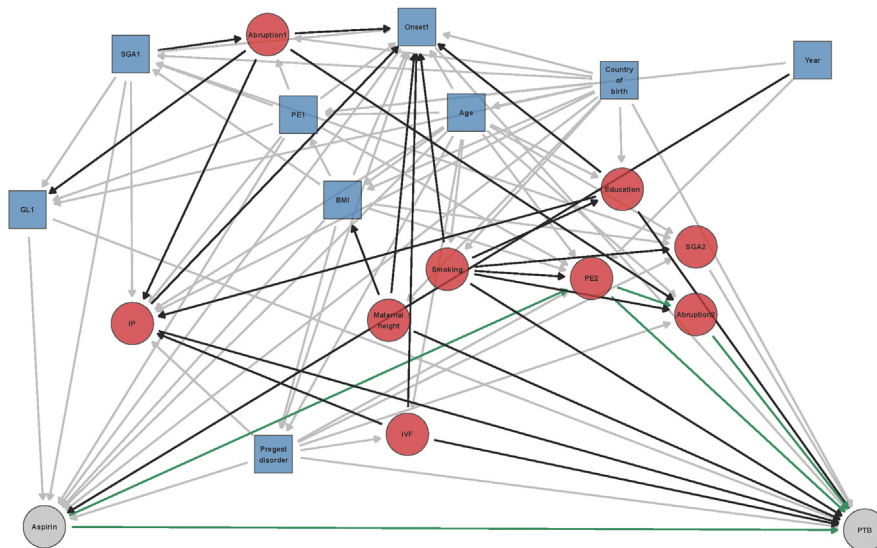 Abruption1
Onset1
SGA1
Country
of
birth
Year
PE1
Age
Education
GL1
BMI
SGA2
Smoking
PE2
IP
Maternal
height
Abruption2
IVF
Pregest
disorder
Aspirin
PTB